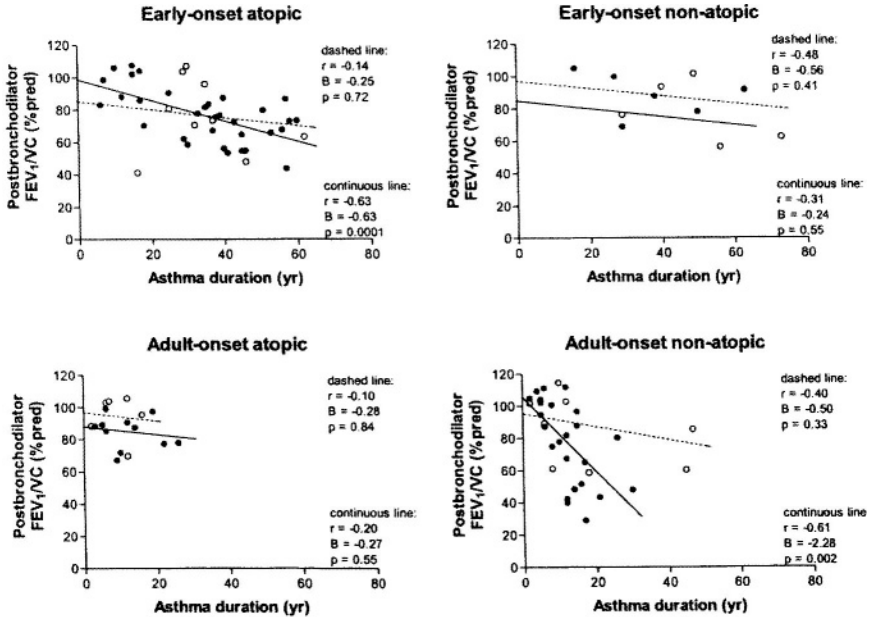 Early-onset atopic
Postbronchodilator
FEV₁/VC (%pred)
120
100
80
60
40
20
0
0 20 40 60 80
Asthma duration (yr)
dashed line:
r = -0.14
B = -0.25
p = 0.72
continuous line:
r = -0.63
B = -0.63
p = 0.0001
Early-onset non-atopic
Postbronchodilator
FEV₁/VC (%pred)
120
100
80
60
40
20
0
0 20 40 60 80
Asthma duration (yr)
dashed line:
r = -0.48
B = -0.56
p = 0.41
continuous line:
r = -0.31
B = -0.24
p = 0.55
Adult-onset atopic
Postbronchodilator
FEV₁/VC (%pred)
120
100
80
60
40
20
0
0 20 40 60 80
Asthma duration (yr)
dashed line:
r = -0.10
B = -0.28
p = 0.84
continuous line:
r = -0.20
B = -0.27
p = 0.55
Adult-onset non-atopic
Postbronchodilator
FEV₁/VC (%pred)
120
100
80
60
40
20
0
0 20 40 60 80
Asthma duration (yr)
dashed line:
r = -0.40
B = -0.50
p = 0.33
continuous line
r = -0.61
B = -2.28
p = 0.002